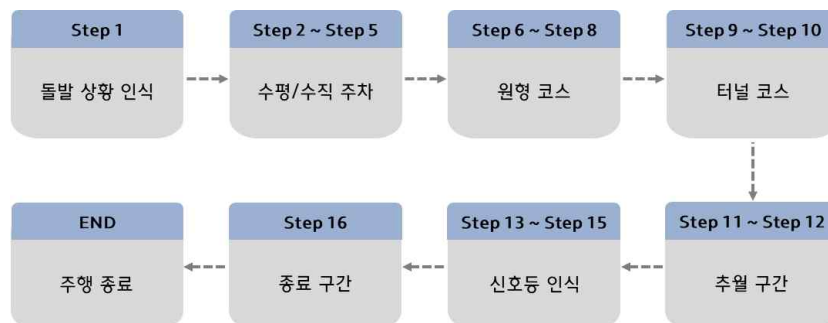 Step 1
돌발 상황 인식
Step 2 ~ Step 5
수평/수직 주차
Step 6 ~ Step 8
원형 코스
Step 9 ~ Step 10
터널 코스
Step 11 ~ Step 12
추월 구간
Step 13 ~ Step 15
신호등 인식
Step 16
종료 구간
END
주행 종료